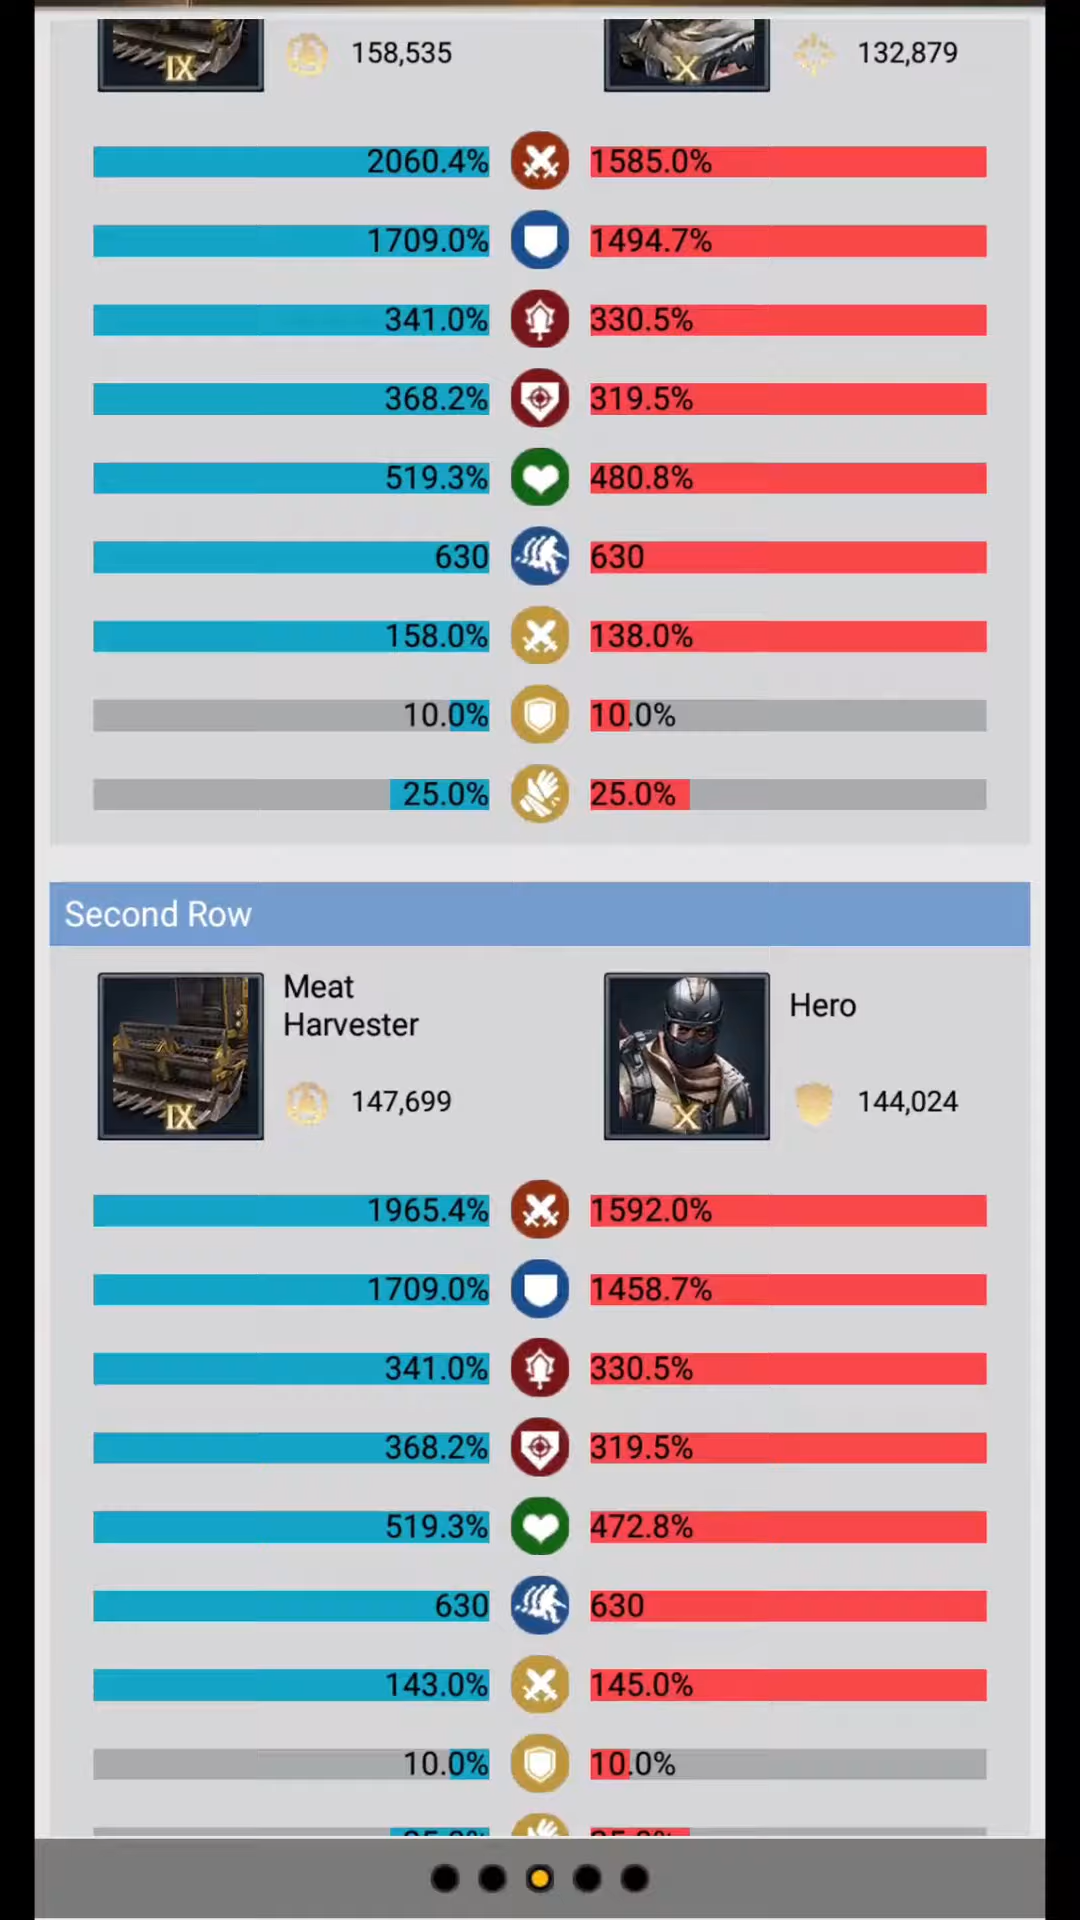 IX 158,535 X 132,879
2060.4% 1585.0%
1709.0% 1494.7%
341.0% 330.5%
368.2% 319.5%
519.3% 480.8%
630 630
158.0% 138.0%
10.0% 10.0%
25.0% 25.0%
Second Row
Meat
Harvester
Hero
IX 147,699 X 144,024
1965.4% 1592.0%
1709.0% 1458.7%
341.0% 330.5%
368.2% 319.5%
519.3% 472.8%
630 630
143.0% 145.0%
10.0% 10.0%